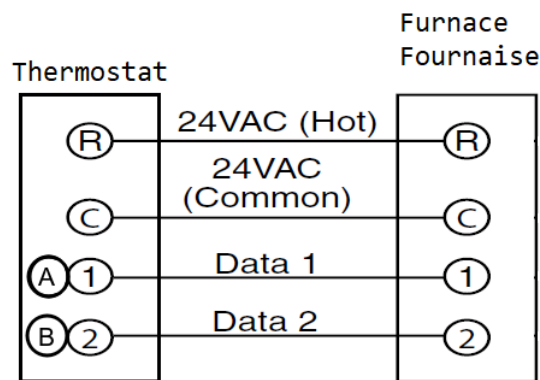 Furnace
Fournaise
Thermostat
R 24VAC (Hot) R
24VAC
(Common)
C C
A 1 Data 1 1
B 2 Data 2 2